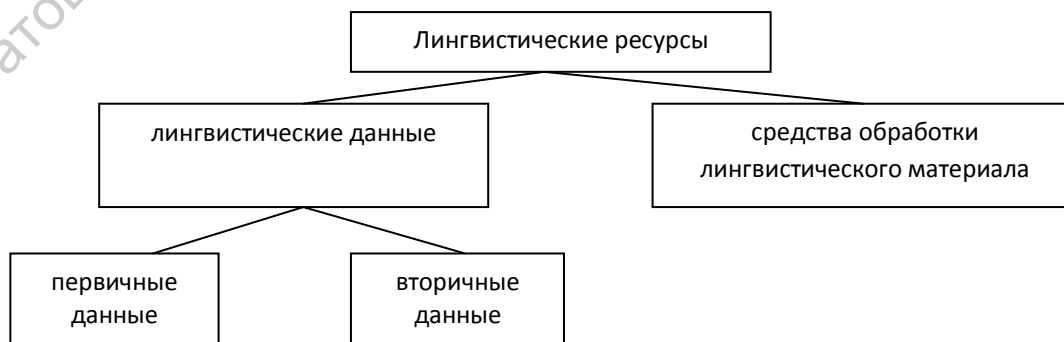 Лингвистические ресурсы
лингвистические данные
средства обработки
лингвистического материала
первичные
данные
вторичные
данные